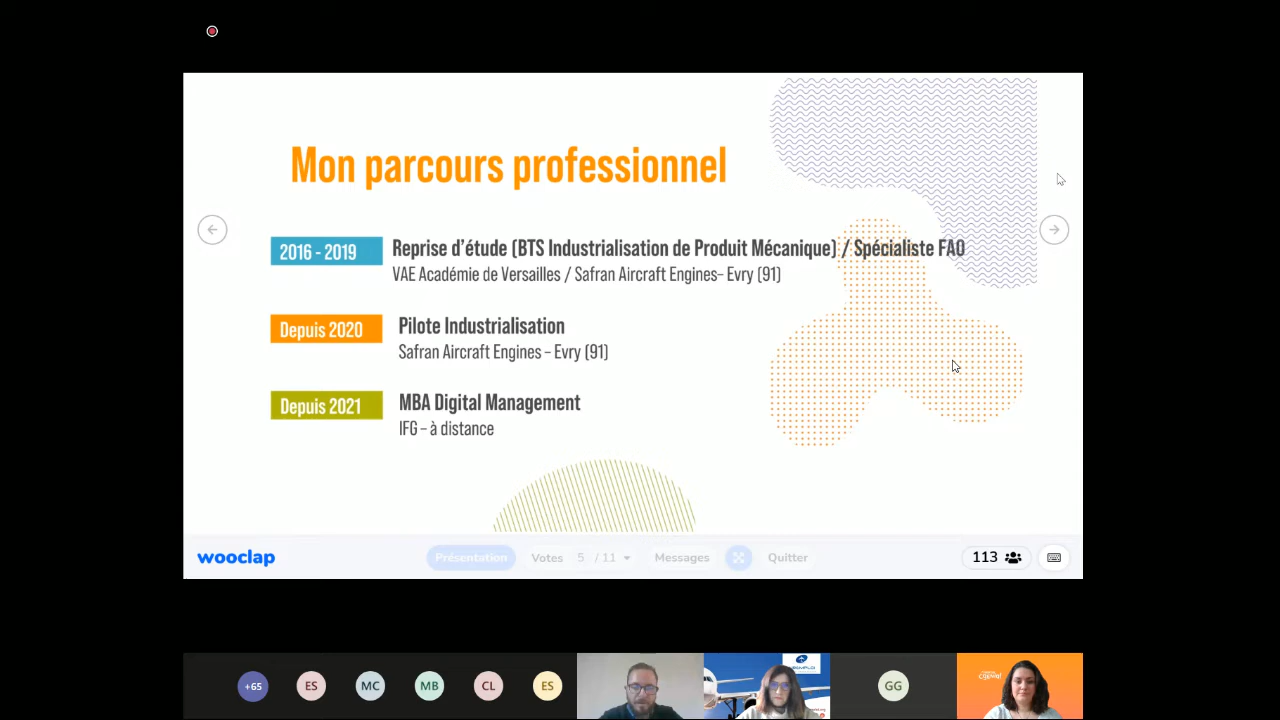 Mon parcours professionnel
2016 - 2019
Reprise d'étude (BTS Industrialisation de Produit Mécanique) / Spécialiste FAO
VAE Académie de Versailles / Safran Aircraft Engines– Evry (91)
Depuis 2020
Pilote Industrialisation
Safran Aircraft Engines – Evry (91)
Depuis 2021
MBA Digital Management
IFG – à distance
wooclap
Présentation
Votes 5 / 11
Messages
Quitter
113
+65
ES
MC
MB
CL
ES
GG